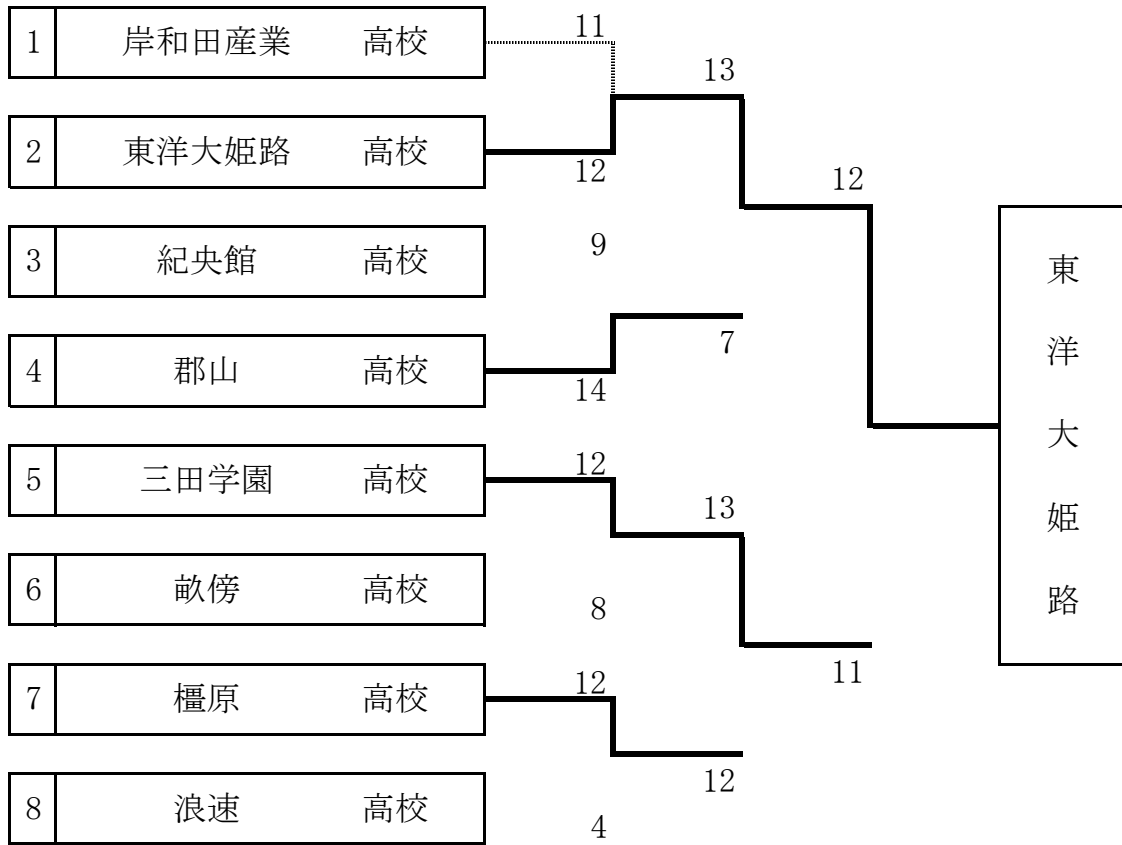 1 岸和田産業 高校
11
13
2 東洋大姫路 高校
12
12
3 紀央館 高校
9
7
4 郡山 高校
14
5 三田学園 高校
12
13
6 畝傍 高校
8
11
7 橿原 高校
12
12
8 浪速 高校
4
東
洋
大
姫
路